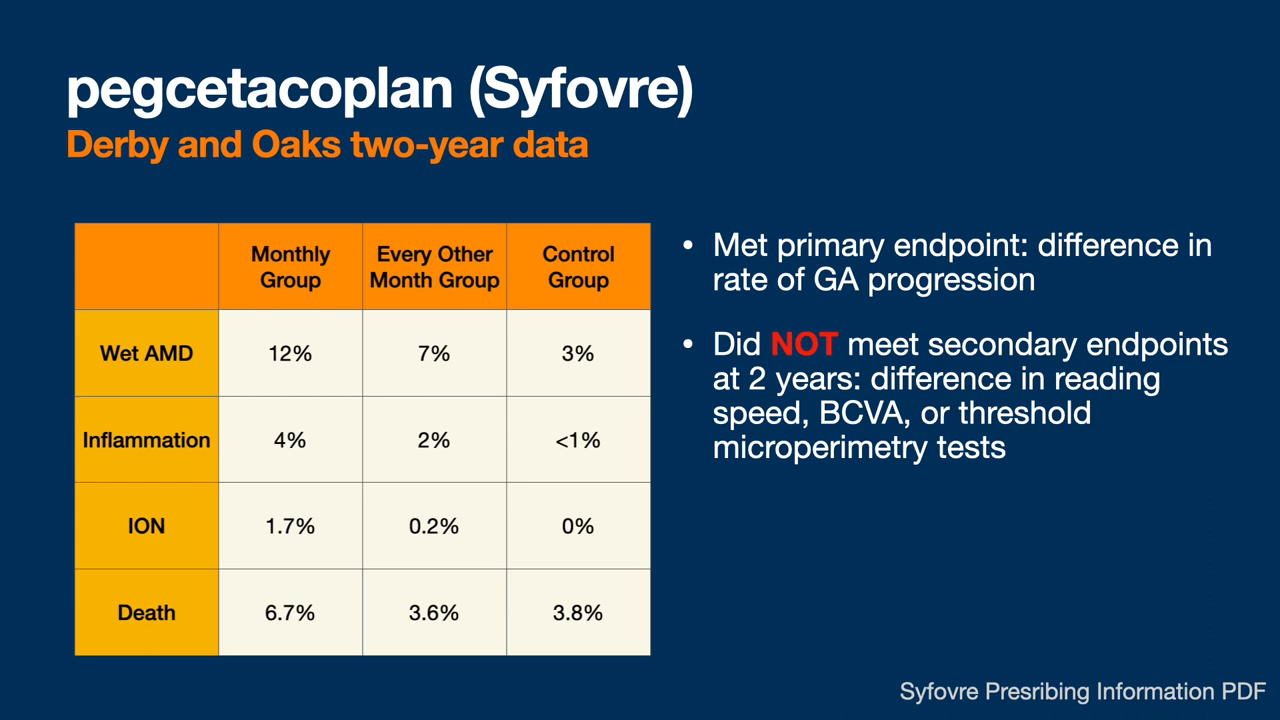 pegcetacoplan (Syfovre)
Derby and Oaks two-year data
Monthly Group Every Other Month Group Control Group
Wet AMD 12% 7% 3%
Inflammation 4% 2% <1%
ION 1.7% 0.2% 0%
Death 6.7% 3.6% 3.8%
• Met primary endpoint: difference in
rate of GA progression
• Did NOT meet secondary endpoints
at 2 years: difference in reading
speed, BCVA, or threshold
microperimetry tests
Syfovre Presribing Information PDF